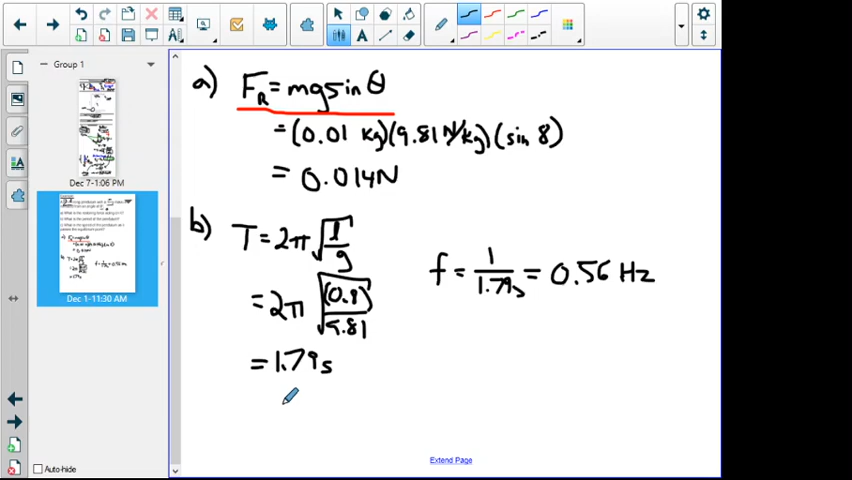 Group 1
Dec 7-1:06 PM
Dec 1-11:30 AM
Auto-hide
a) F_R = mg sin θ
= (0.01 kg)(9.81 N/kg)(sin 8)
= 0.014N
b) T = 2π √(l/g)
= 2π √((0.8)/9.81)
= 1.79s
f = 1/1.79s = 0.56 Hz
Extend Page